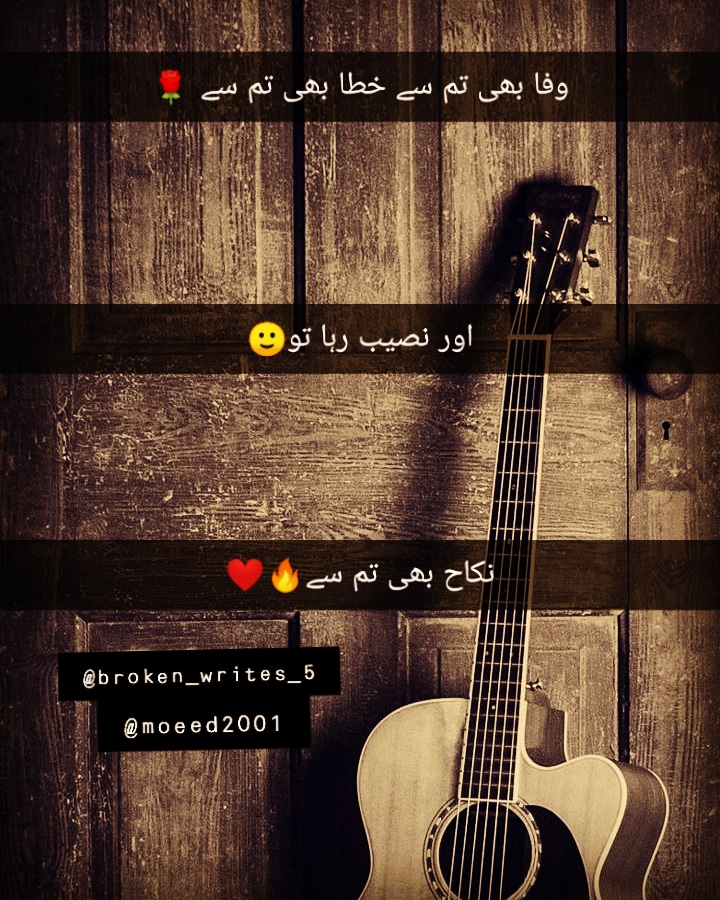 وفا بھی تم سے خطا بھی تم سے 🌹
اور نصیب رہا تو🙂
نکاح بھی تم سے🔥❤️
@broken_writes_5
@moeed2001